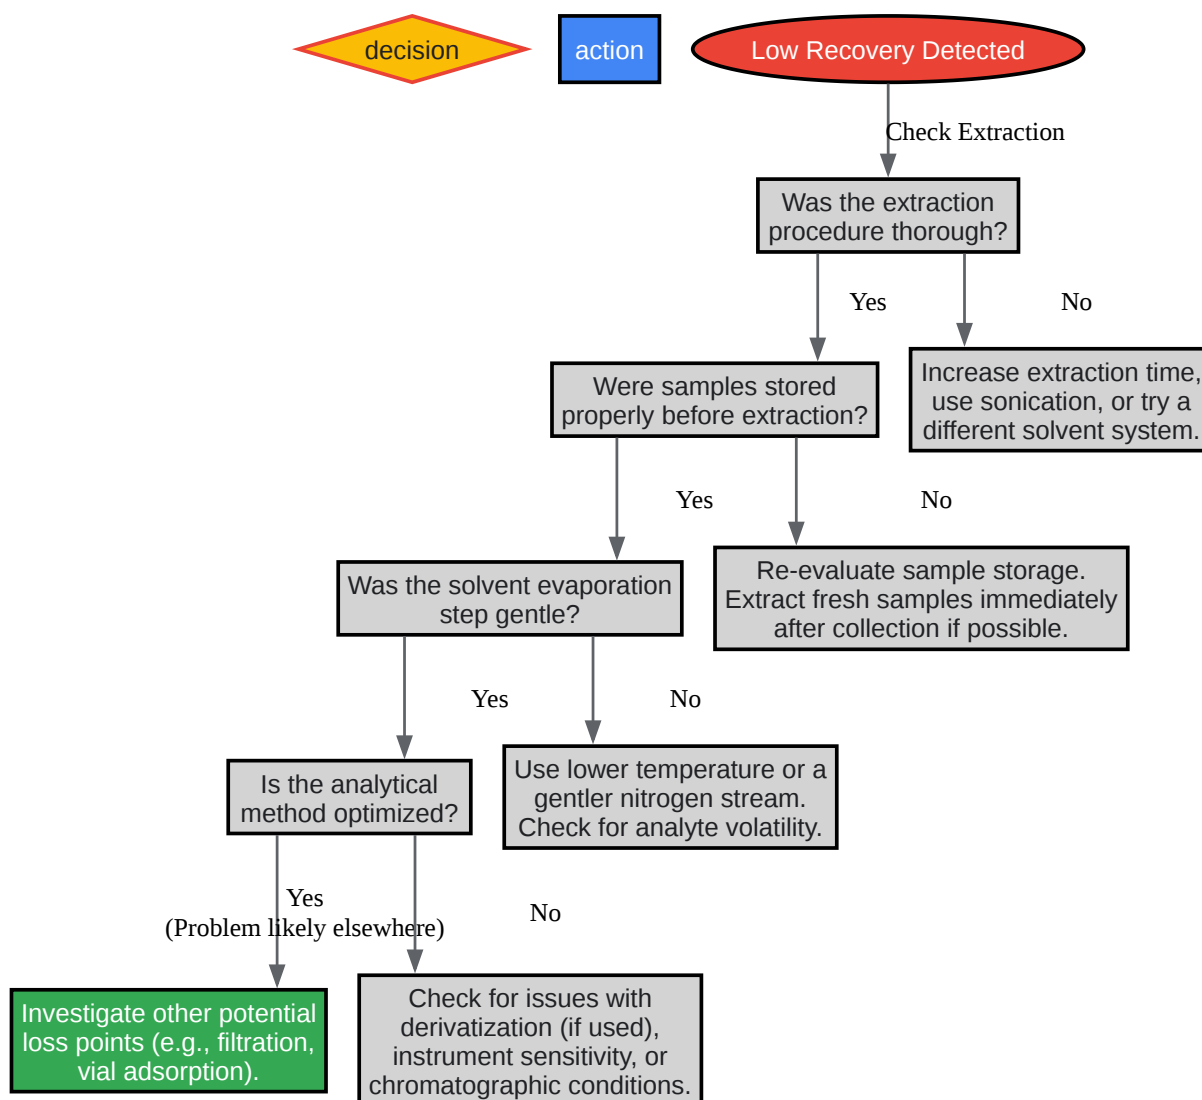 decision
action
Low Recovery Detected
Check Extraction
Was the extraction
procedure thorough?
Yes
No
Were samples stored
properly before extraction?
Increase extraction time,
use sonication, or try a
different solvent system.
Yes
No
Was the solvent evaporation
step gentle?
Re-evaluate sample storage.
Extract fresh samples immediately
after collection if possible.
Yes
No
Is the analytical
method optimized?
Use lower temperature or a
gentler nitrogen stream.
Check for analyte volatility.
Yes
(Problem likely elsewhere)
No
Investigate other potential
loss points (e.g., filtration,
vial adsorption).
Check for issues with
derivatization (if used),
instrument sensitivity, or
chromatographic conditions.